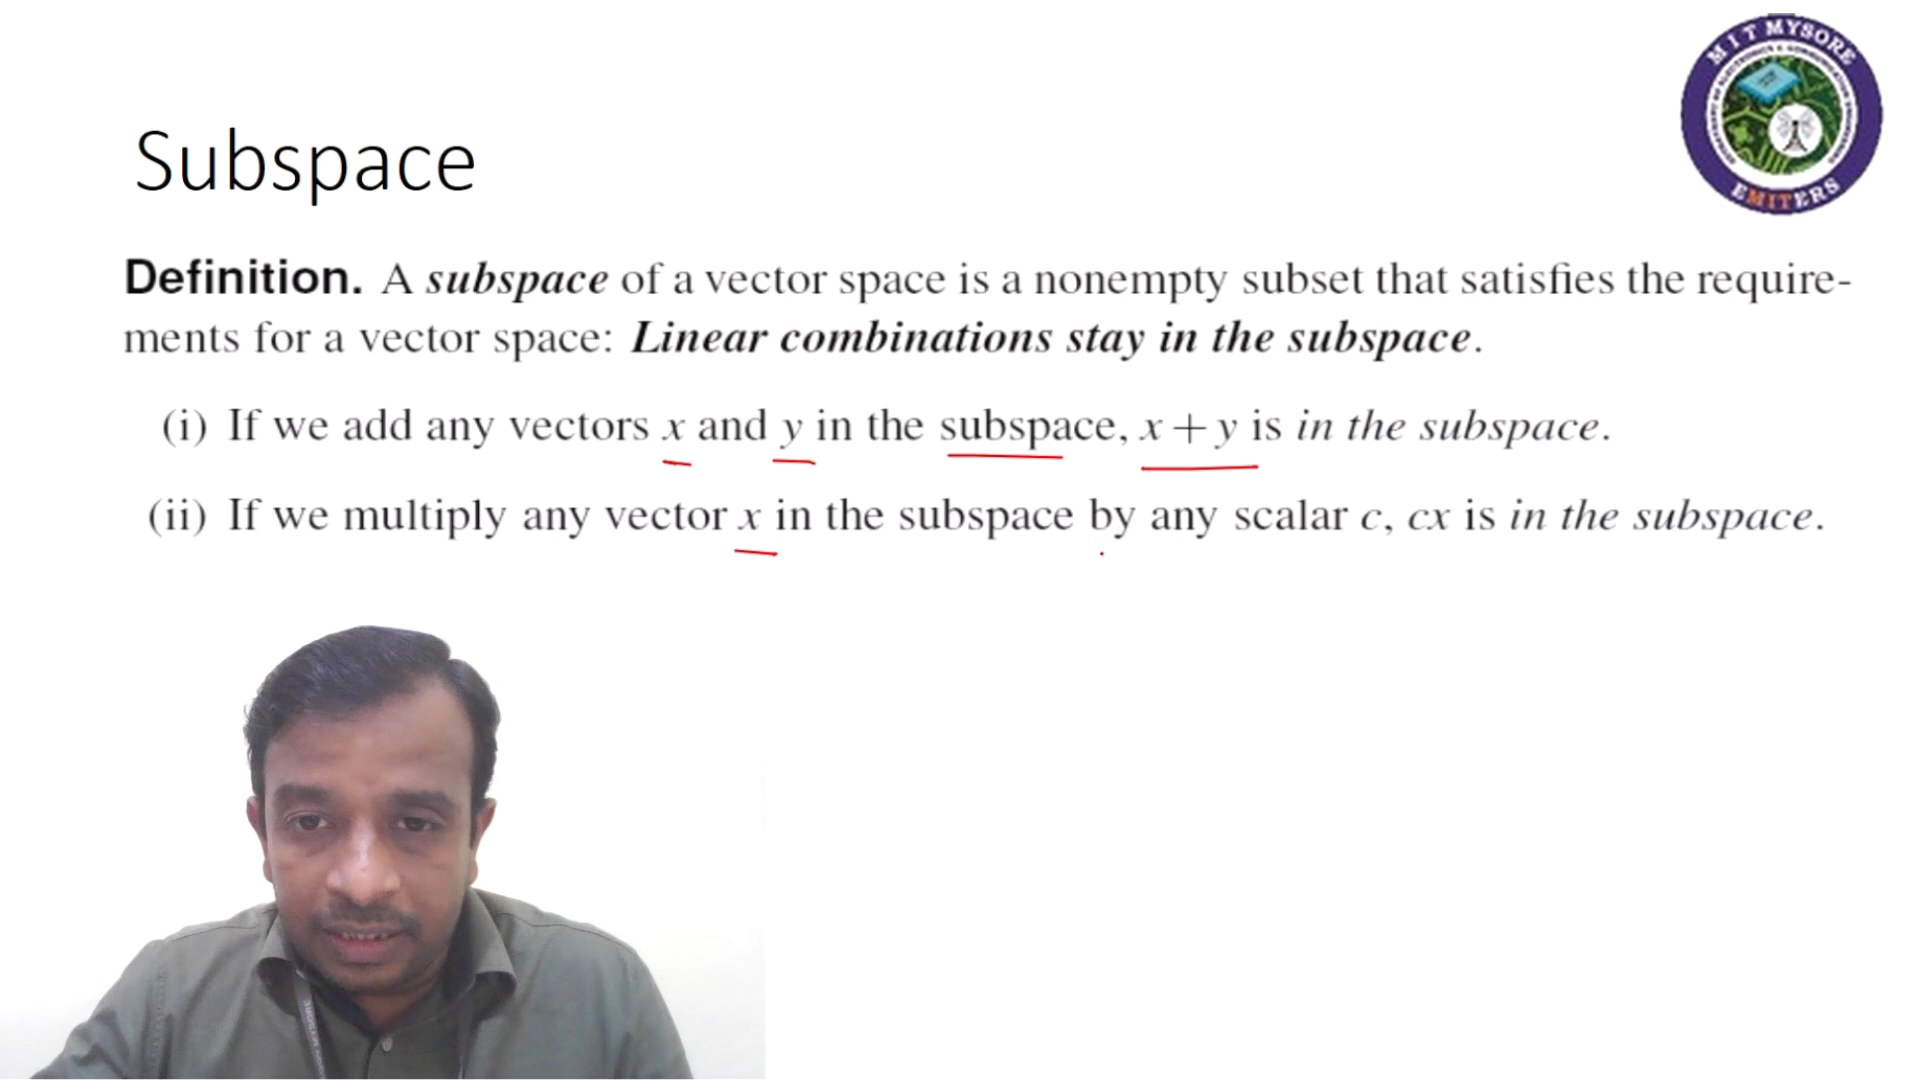 MIT MYSORE
EMITERS
Subspace
Definition. A subspace of a vector space is a nonempty subset that satisfies the require-
ments for a vector space: Linear combinations stay in the subspace.
(i) If we add any vectors x and y in the subspace, x + y is in the subspace.
(ii) If we multiply any vector x in the subspace by any scalar c, cx is in the subspace.